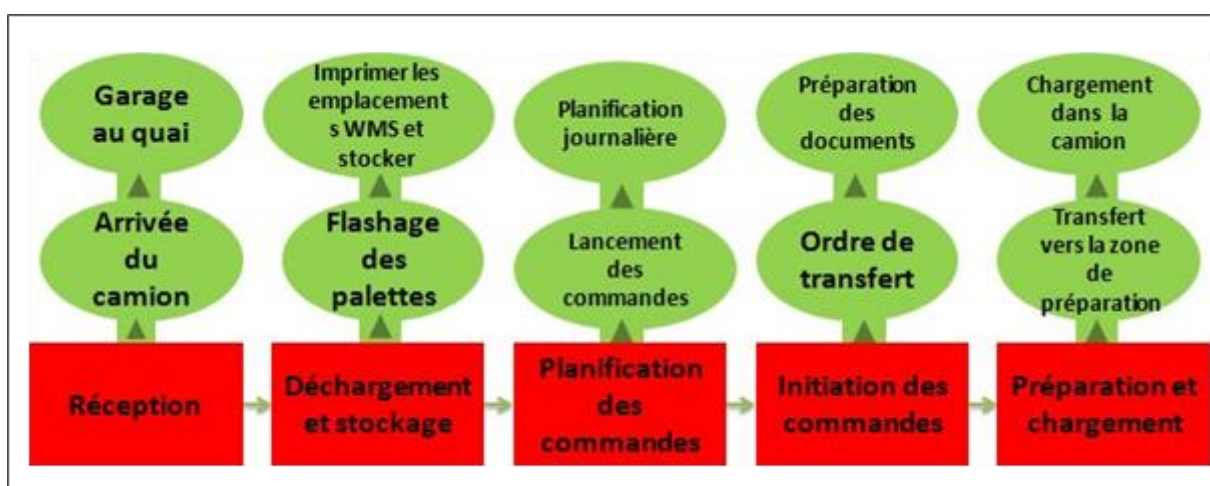 Garage
au quai
Imprimer les
emplacement
s WMS et
stocker
Planification
journalière
Préparation
des
documents
Chargement
dans la
camion
Arrivée
du
camion
Flashage
des
palettes
Lancement
des
commandes
Ordre de
transfert
Transfert
vers la
zone de
préparation
Réception
Déchargement
et stockage
Planification
des
commandes
Initiation des
commandes
Préparation et
chargement